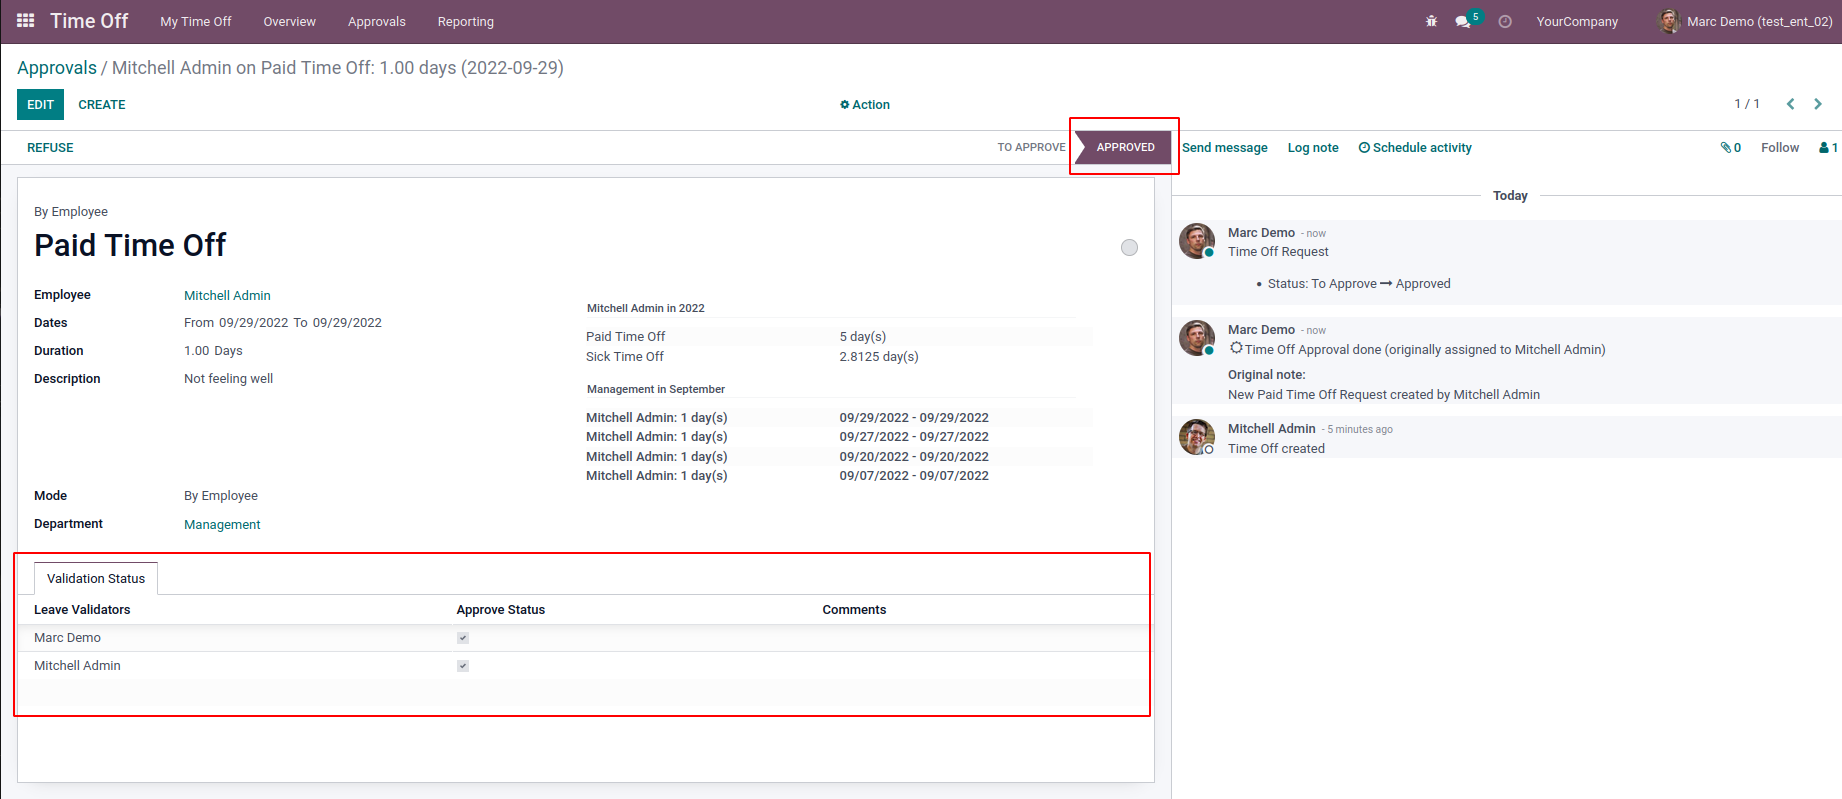 Time Off My Time Off Overview Approvals Reporting 5 YourCompany Marc Demo (test_ent_02)
Approvals / Mitchell Admin on Paid Time Off: 1.00 days (2022-09-29)
EDIT CREATE Action 1 / 1
REFUSE TO APPROVE APPROVED Send message Log note Schedule activity 0 Follow 1
By Employee
Paid Time Off
Employee Mitchell Admin
Dates From 09/29/2022 To 09/29/2022
Duration 1.00 Days
Description Not feeling well
Mitchell Admin in 2022
Paid Time Off 5 day(s)
Sick Time Off 2.8125 day(s)
Management in September
Mitchell Admin: 1 day(s) 09/29/2022 - 09/29/2022
Mitchell Admin: 1 day(s) 09/27/2022 - 09/27/2022
Mitchell Admin: 1 day(s) 09/20/2022 - 09/20/2022
Mitchell Admin: 1 day(s) 09/07/2022 - 09/07/2022
Mode By Employee
Department Management
Validation Status
Leave Validators Approve Status Comments
Marc Demo
Mitchell Admin
Today
Marc Demo - now
Time Off Request
• Status: To Approve → Approved
Marc Demo - now
Time Off Approval done (originally assigned to Mitchell Admin)
Original note:
New Paid Time Off Request created by Mitchell Admin
Mitchell Admin - 5 minutes ago
Time Off created